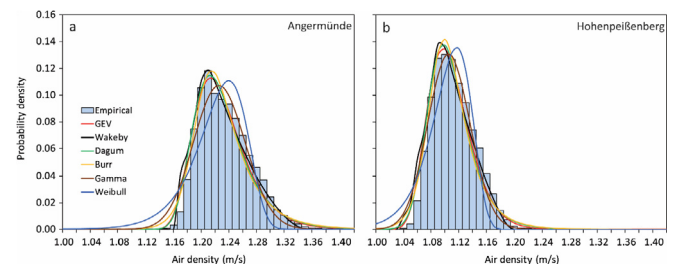 a
Angermünde
b
Hohenpeißenberg
Probability density
0.16
0.14
0.12
0.10
0.08
0.06
0.04
0.02
0.00
Empirical
GEV
Wakeby
Dagum
Burr
Gamma
Weibull
1.00 1.04 1.08 1.12 1.16 1.20 1.24 1.28 1.32 1.36 1.40
1.00 1.04 1.08 1.12 1.16 1.20 1.24 1.28 1.32 1.36 1.40
Air density (m/s)
Air density (m/s)